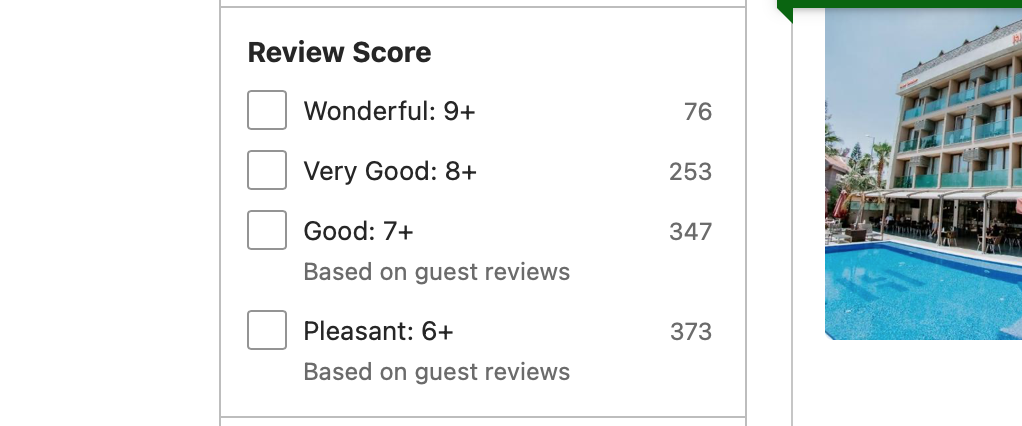 Review Score
Wonderful: 9+ 76
Very Good: 8+ 253
Good: 7+ 347
Based on guest reviews
Pleasant: 6+ 373
Based on guest reviews